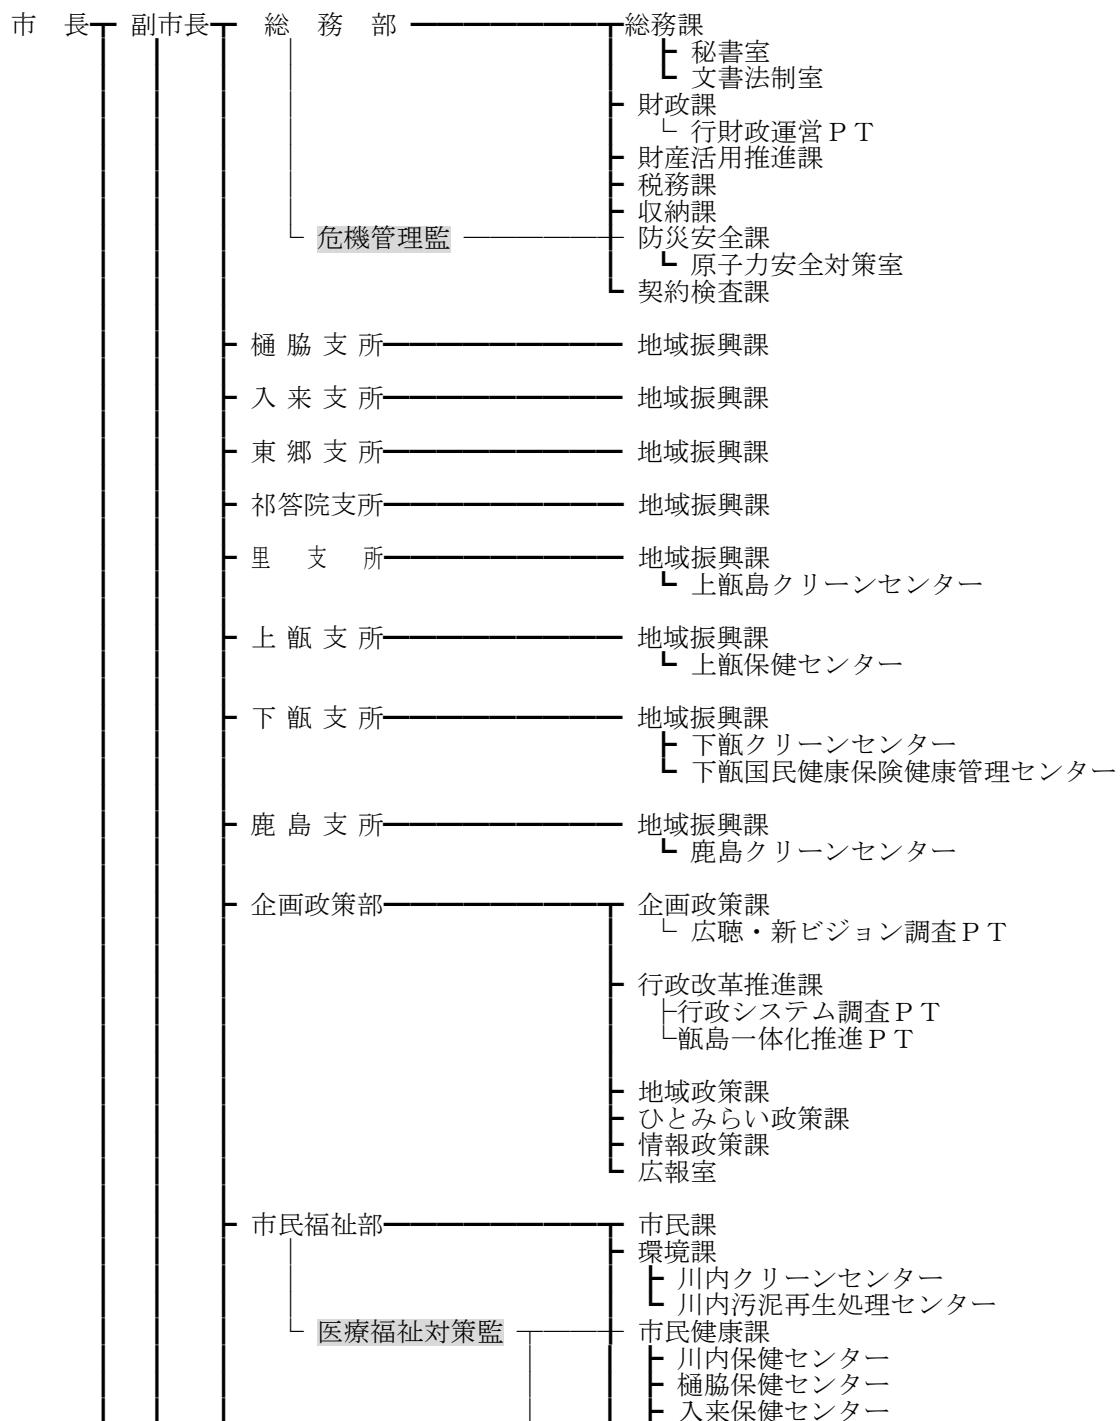 市　長 副市長 総　務　部 総務課
秘書室
文書法制室
財政課
行財政運営ＰＴ
財産活用推進課
税務課
収納課
危機管理監 防災安全課
原子力安全対策室
契約検査課
樋 脇 支 所 地域振興課
入 来 支 所 地域振興課
東 郷 支 所 地域振興課
祁答院支所 地域振興課
里　支　所 地域振興課
上甑島クリーンセンター
上 甑 支 所 地域振興課
上甑保健センター
下 甑 支 所 地域振興課
下甑クリーンセンター
下甑国民健康保険健康管理センター
鹿 島 支 所 地域振興課
鹿島クリーンセンター
企画政策部 企画政策課
広聴・新ビジョン調査ＰＴ
行政改革推進課
行政システム調査ＰＴ
甑島一体化推進ＰＴ
地域政策課
ひとみらい政策課
情報政策課
広報室
市民福祉部 市民課
環境課
川内クリーンセンター
川内汚泥再生処理センター
医療福祉対策監 市民健康課
川内保健センター
樋脇保健センター
入来保健センター